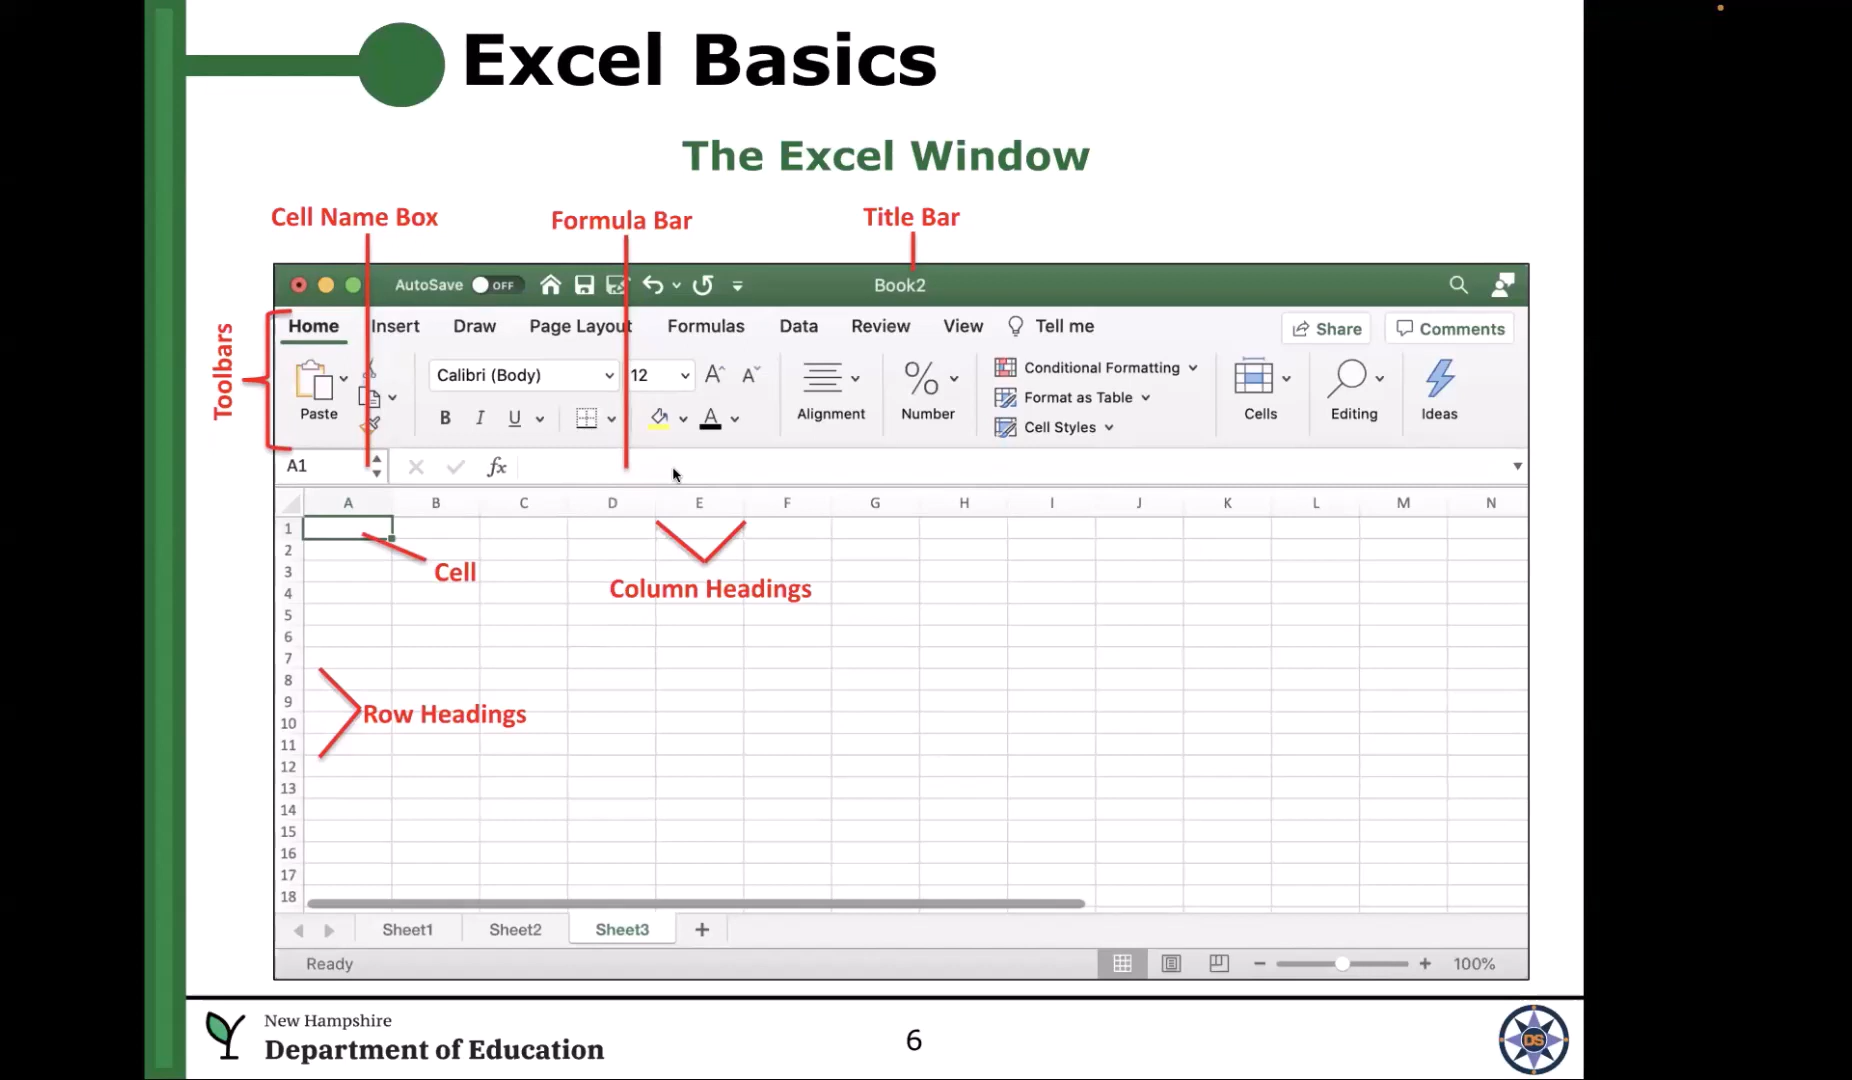 Excel Basics
The Excel Window
Cell Name Box
Formula Bar
Title Bar
AutoSave OFF
Book2
Toolbars
Home Insert Draw Page Layout Formulas Data Review View Tell me Share Comments
Calibri (Body) 12
Conditional Formatting
Format as Table
Cell Styles
Paste
B I U A
Alignment
Number
Cells
Editing
Ideas
A1 fx
A B C D E F G H I J K L M N
1
2
3
4
5
6
7
8
9
10
11
12
13
14
15
16
17
18
Cell
Column Headings
Row Headings
Sheet1 Sheet2 Sheet3 +
Ready
100%
New Hampshire
Department of Education
6
DS